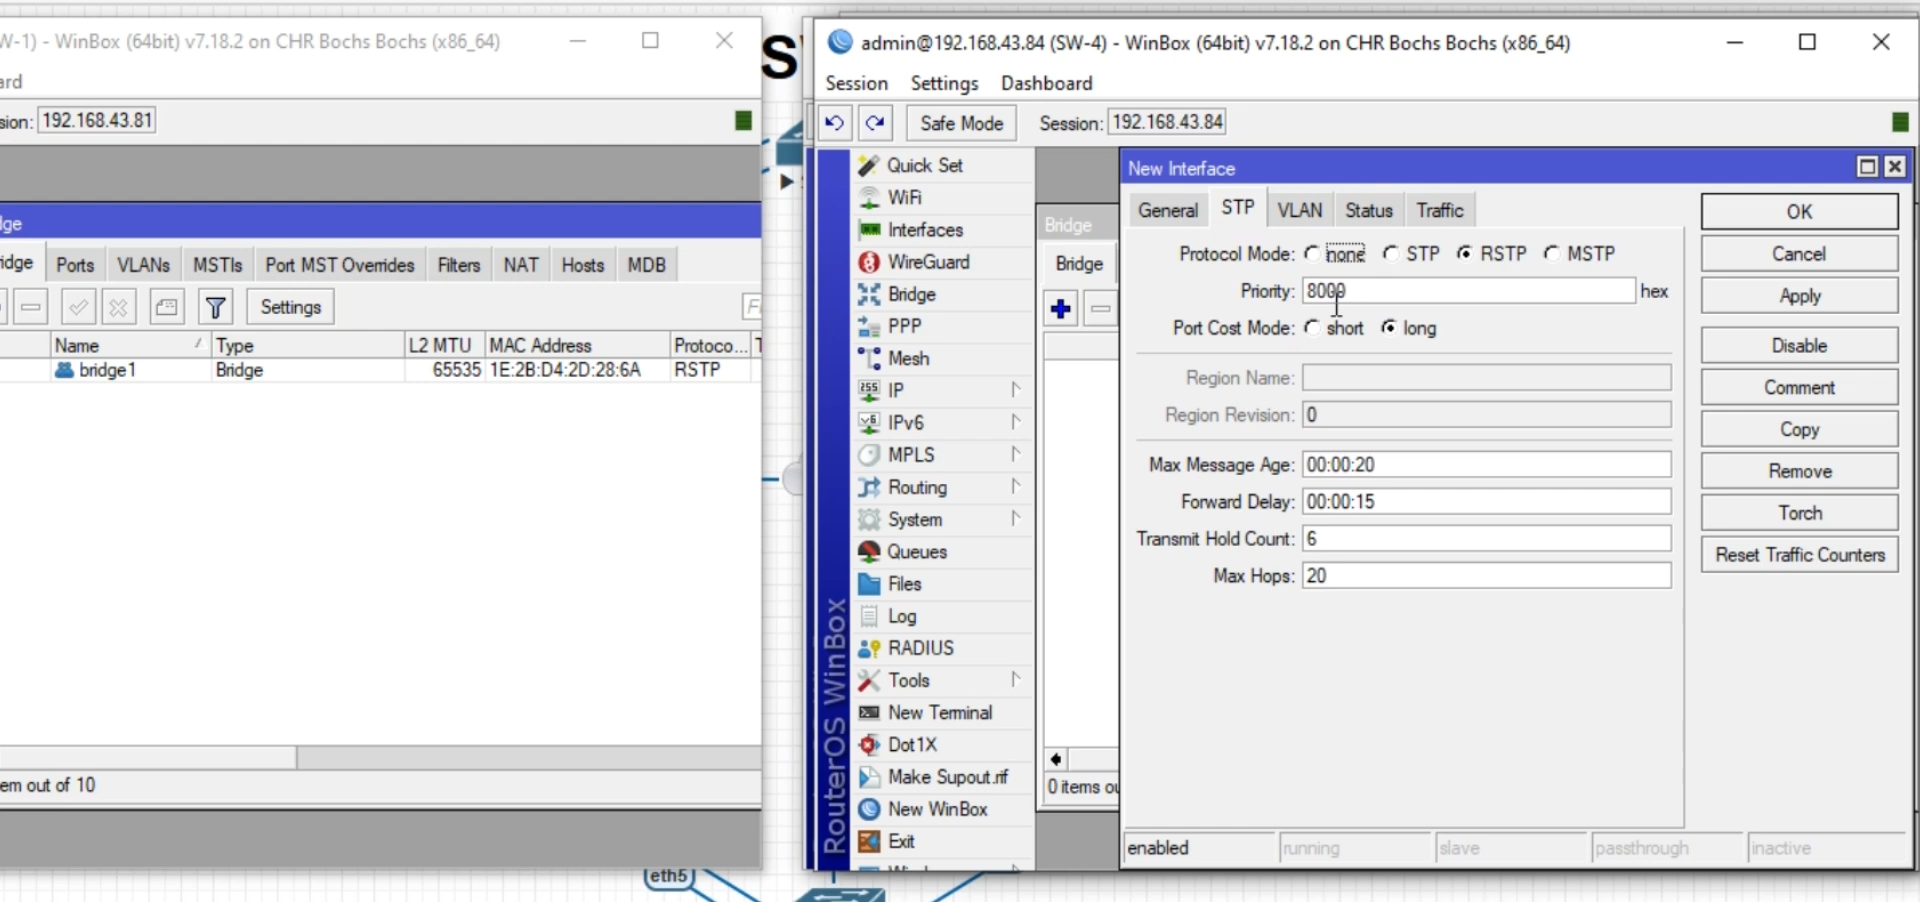 W-1) - WinBox (64bit) v7.18.2 on CHR Bochs Bochs (x86_64)
ard
sion: 192.168.43.81
dge
idge Ports VLANs MSTIs Port MST Overrides Filters NAT Hosts MDB
Settings
Name Type L2 MTU MAC Address Protoco... T
bridge1 Bridge 65535 1E:2B:D4:2D:28:6A RSTP
em out of 10
eth5
S
admin@192.168.43.84 (SW-4) - WinBox (64bit) v7.18.2 on CHR Bochs Bochs (x86_64)
Session Settings Dashboard
Safe Mode Session: 192.168.43.84
RouterOS WinBox
Quick Set
WiFi
Interfaces
WireGuard
Bridge
PPP
Mesh
IP
IPv6
MPLS
Routing
System
Queues
Files
Log
RADIUS
Tools
New Terminal
Dot1X
Make Supout.rif
New WinBox
Exit
Bridge
Bridge
0 items ou
New Interface
General STP VLAN Status Traffic
Protocol Mode: none STP RSTP MSTP
Priority: 8000 hex
Port Cost Mode: short long
Region Name:
Region Revision: 0
Max Message Age: 00:00:20
Forward Delay: 00:00:15
Transmit Hold Count: 6
Max Hops: 20
OK
Cancel
Apply
Disable
Comment
Copy
Remove
Torch
Reset Traffic Counters
enabled running slave passthrough inactive